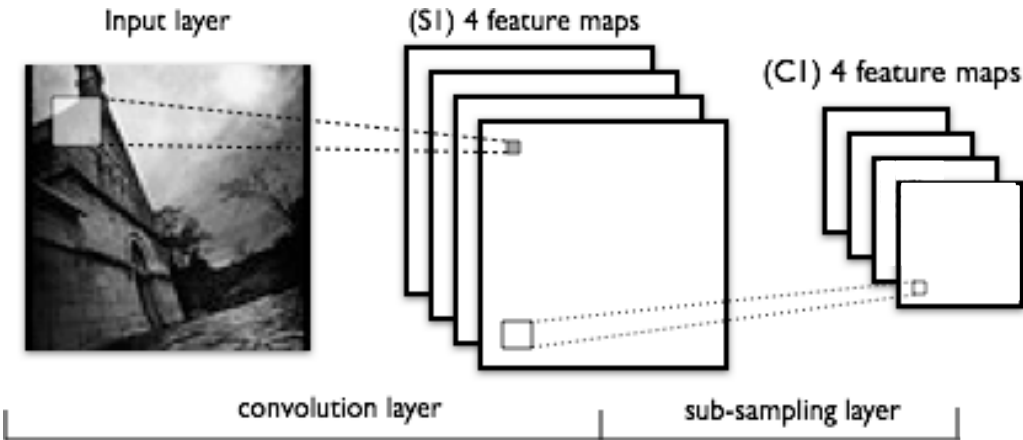 Input layer
(S1) 4 feature maps
(C1) 4 feature maps
convolution layer
sub-sampling layer